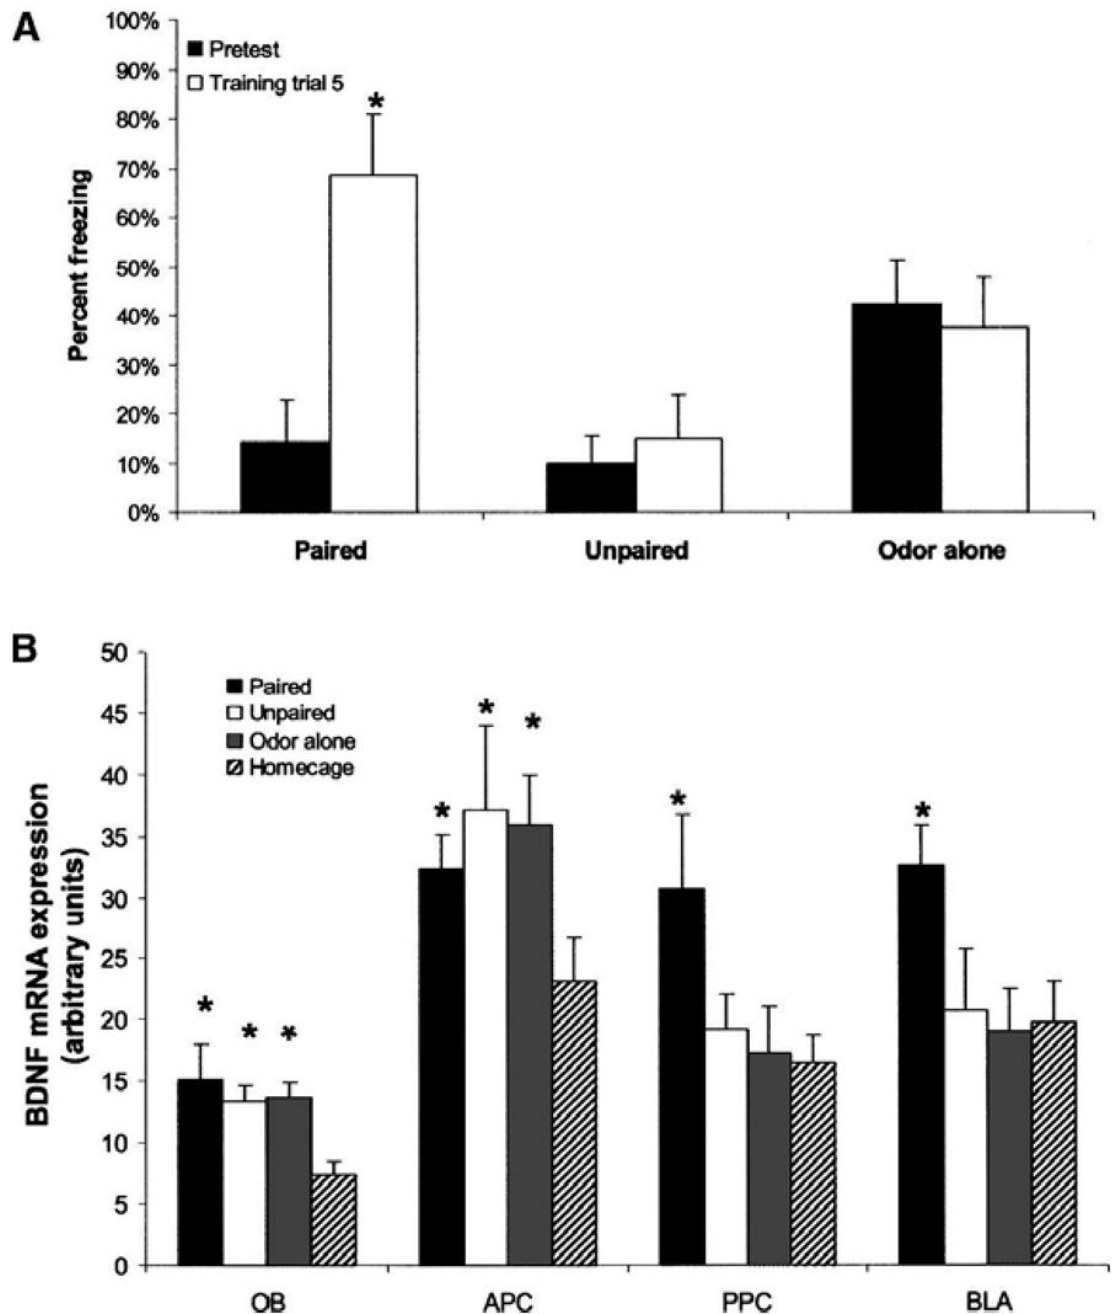 A
100%
90%
80%
70%
60%
50%
40%
30%
20%
10%
0%
Percent freezing
Pretest
Training trial 5
*
Paired Unpaired Odor alone
B
50
45
40
35
30
25
20
15
10
5
0
BDNF mRNA expression
(arbitrary units)
Paired
Unpaired
Odor alone
Homecage
* * *
* * *
*
*
OB APC PPC BLA